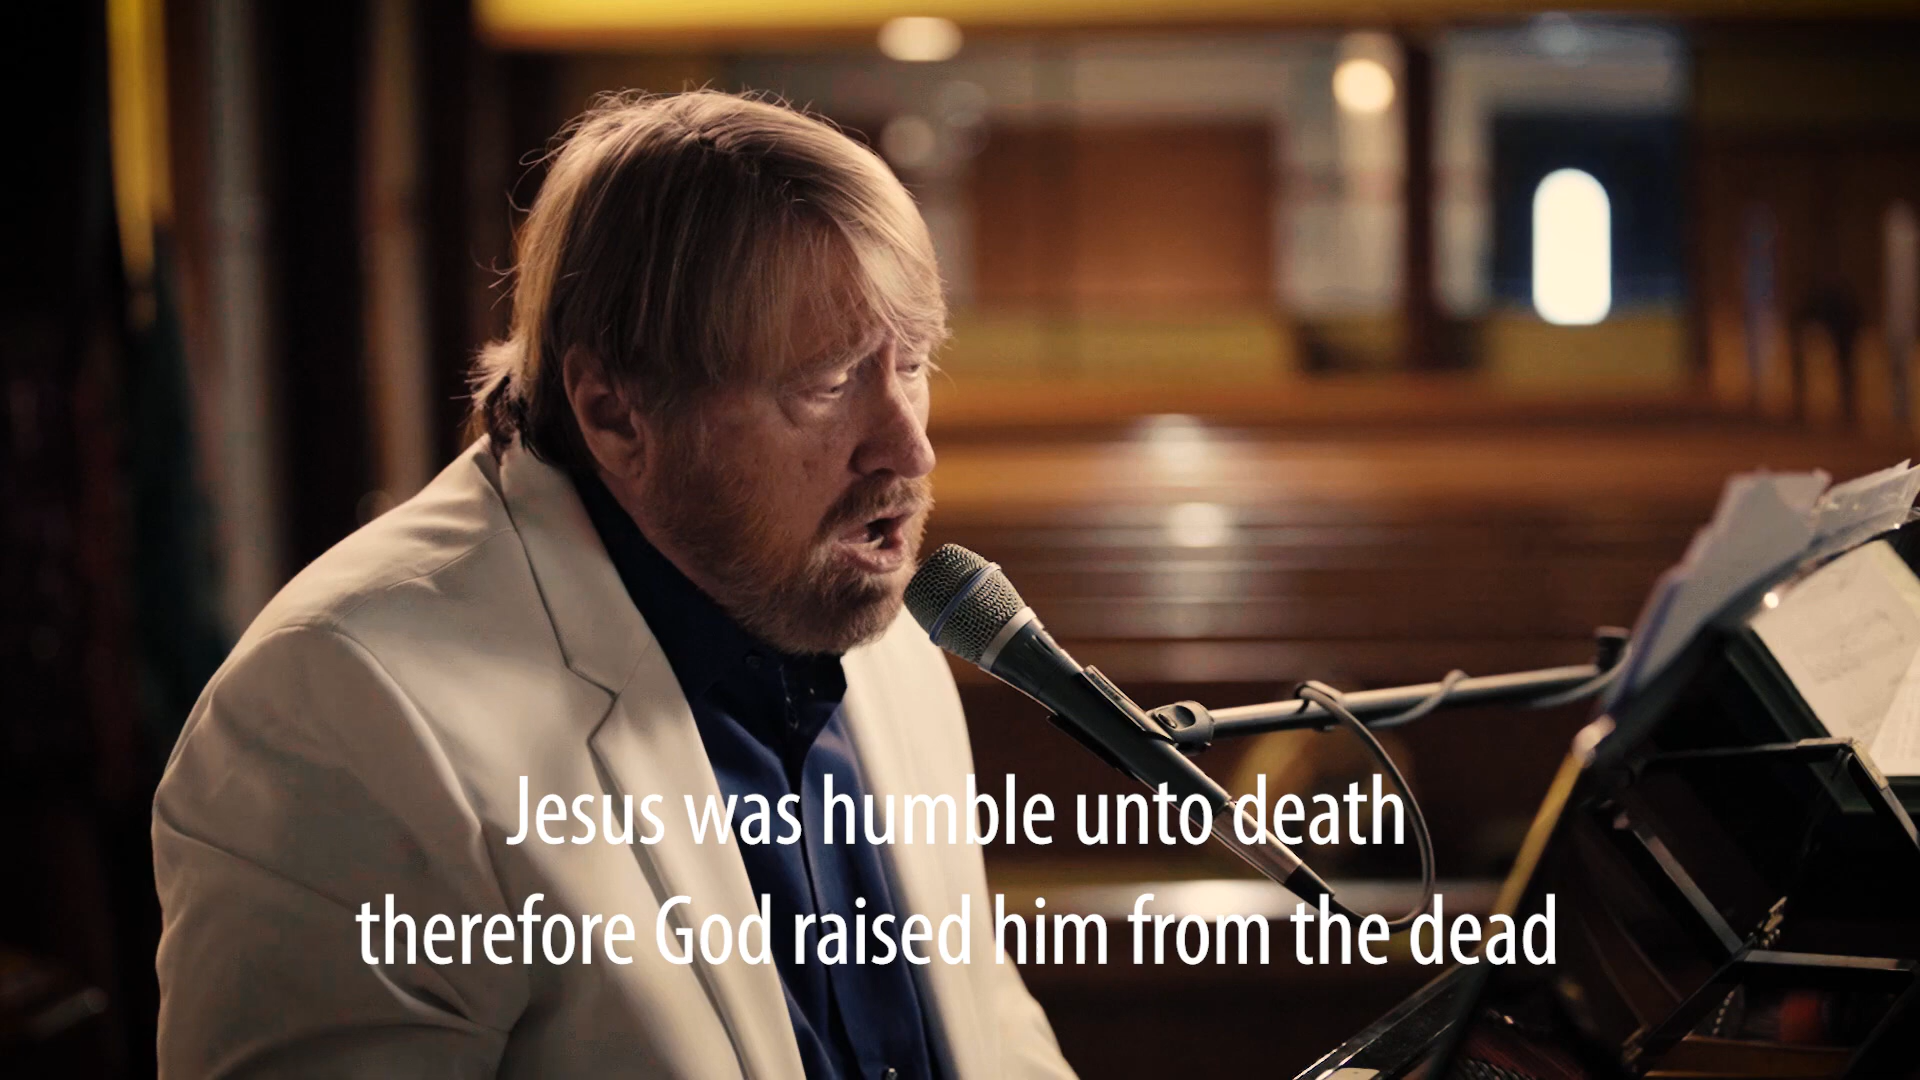 Jesus was humble unto death
therefore God raised him from the dead